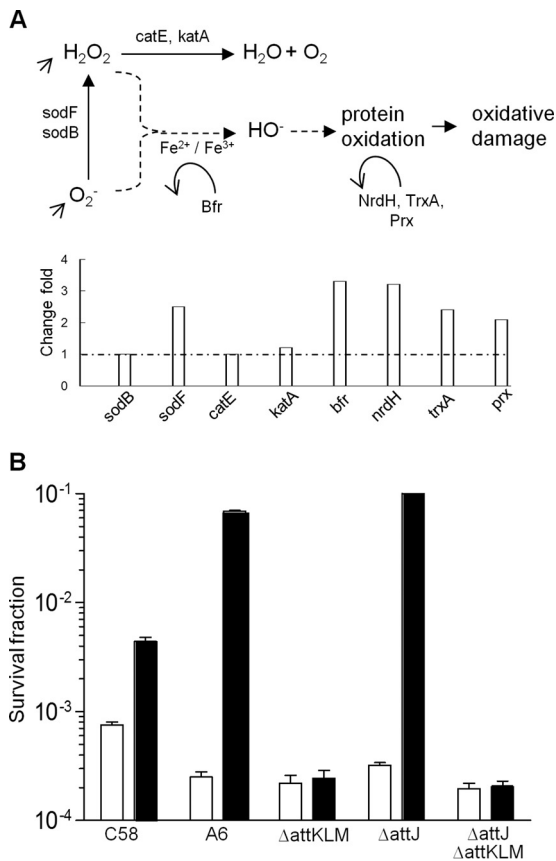 A
catE, katA
H₂O₂
H₂O + O₂
sodF
sodB
protein
oxidation
oxidative
damage
HO⁻
Fe²⁺ / Fe³⁺
O₂⁻
Bfr
NrdH, TrxA,
Prx
Change fold
4
3
2
1
0
sodB
sodF
catE
katA
bfr
nrdH
trxA
prx
B
Survival fraction
10⁻¹
10⁻²
10⁻³
10⁻⁴
C58
A6
ΔattKLM
ΔattJ
ΔattJ
ΔattKLM